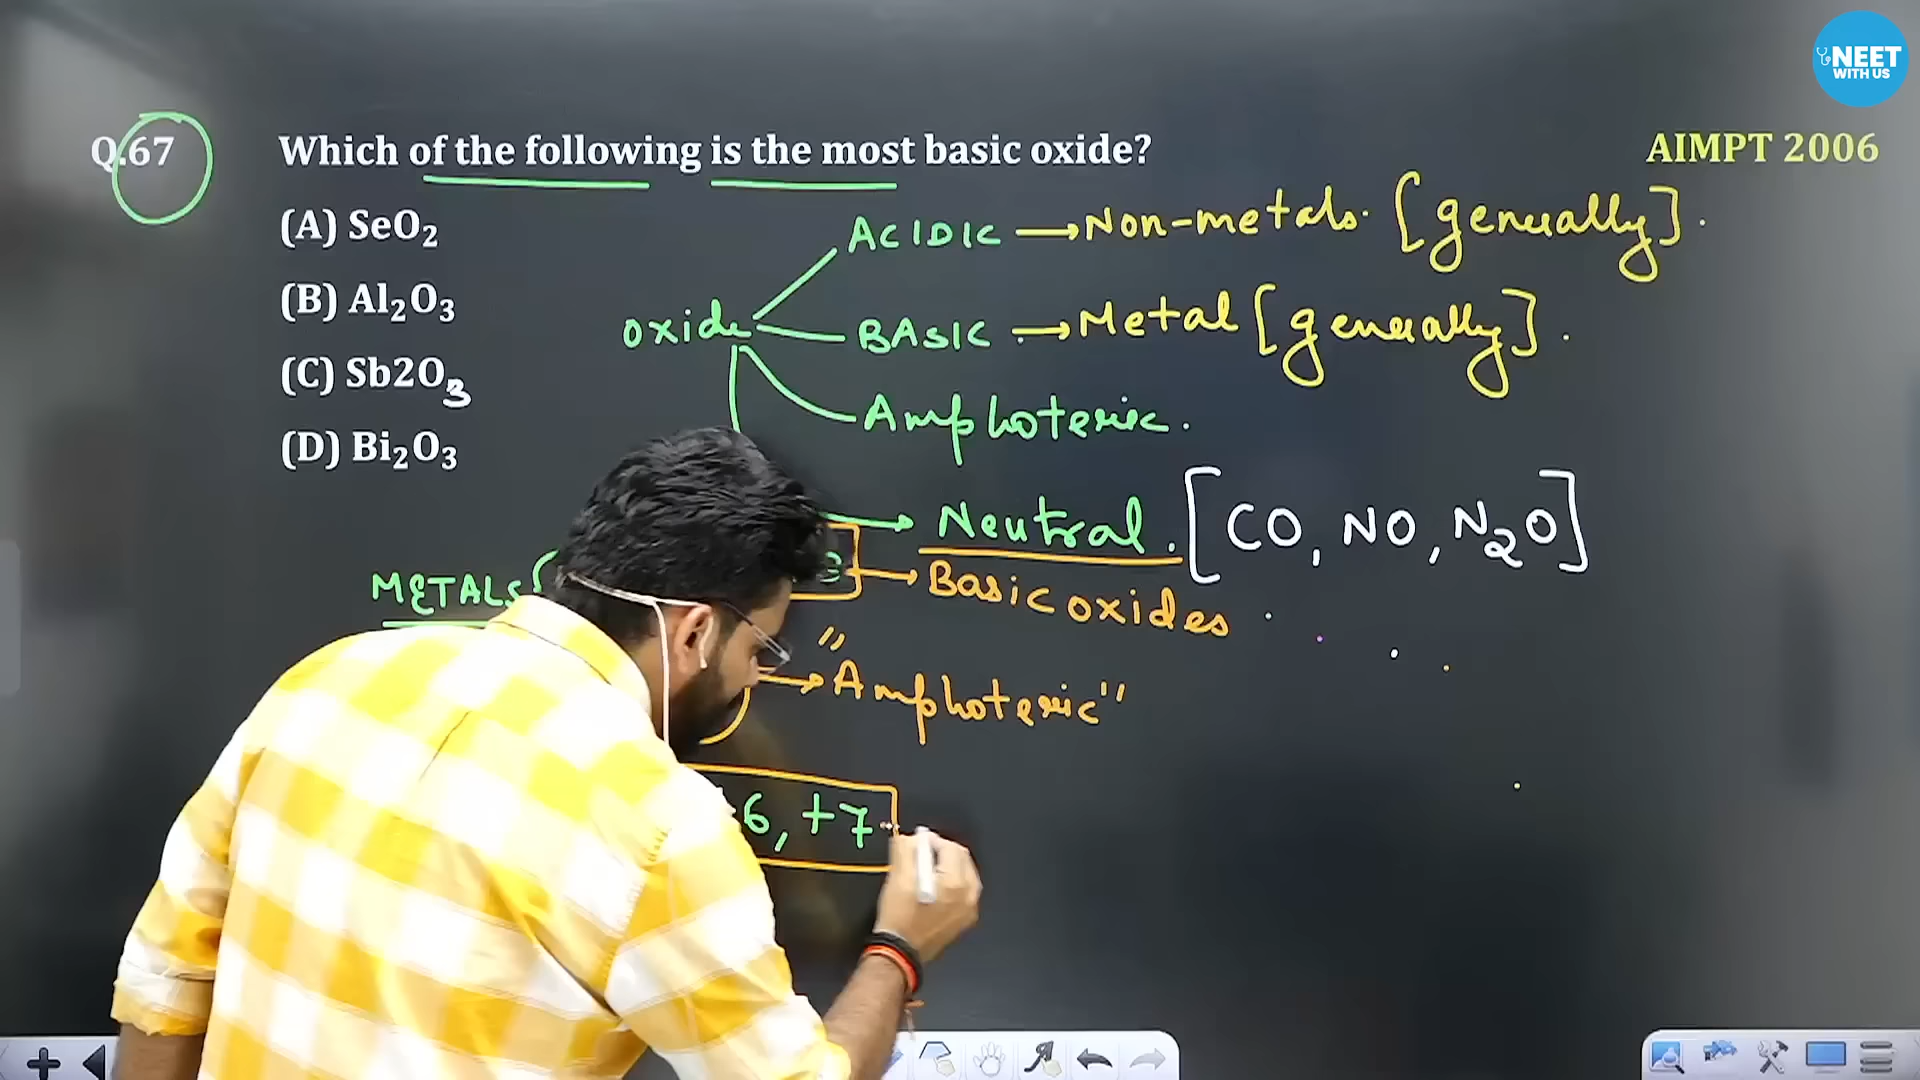 NEET
WITH US
Q.67 Which of the following is the most basic oxide? AIMPT 2006
(A) SeO₂
(B) Al₂O₃
(C) Sb2O₃
(D) Bi₂O₃
oxide
ACIDIC → Non-metals. [generally].
BASIC → Metal [generally].
Amphoteric.
→ Neutral. [CO, NO, N₂O]
METALS
→ Basic oxides
→ "Amphoteric"
6, +7